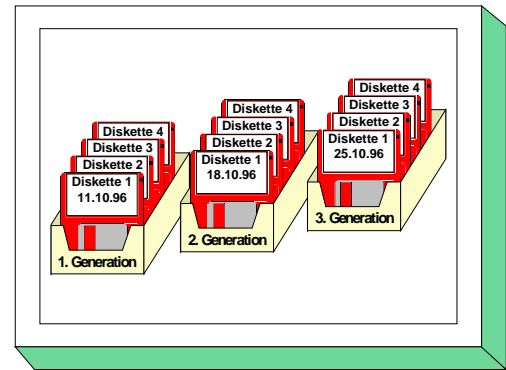 Diskette 4
Diskette 3
Diskette 2
Diskette 1
11.10.96
1. Generation
Diskette 4
Diskette 3
Diskette 2
Diskette 1
18.10.96
2. Generation
Diskette 4
Diskette 3
Diskette 2
Diskette 1
25.10.96
3. Generation